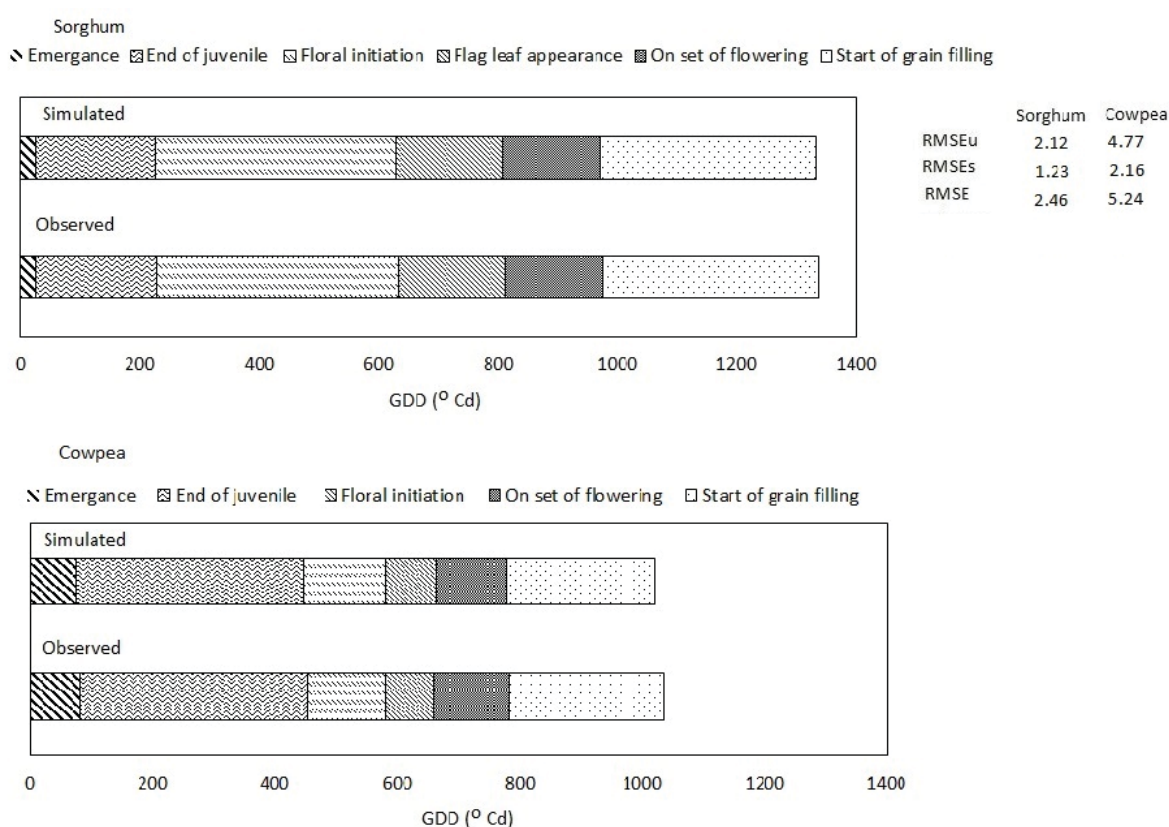 Sorghum
Emergance End of juvenile Floral initiation Flag leaf appearance On set of flowering Start of grain filling
Simulated
Observed
0 200 400 600 800 1000 1200 1400
GDD (O Cd)
Sorghum Cowpea
RMSEu 2.12 4.77
RMSEs 1.23 2.16
RMSE 2.46 5.24
Cowpea
Emergance End of juvenile Floral initiation On set of flowering Start of grain filling
Simulated
Observed
0 200 400 600 800 1000 1200 1400
GDD (O Cd)